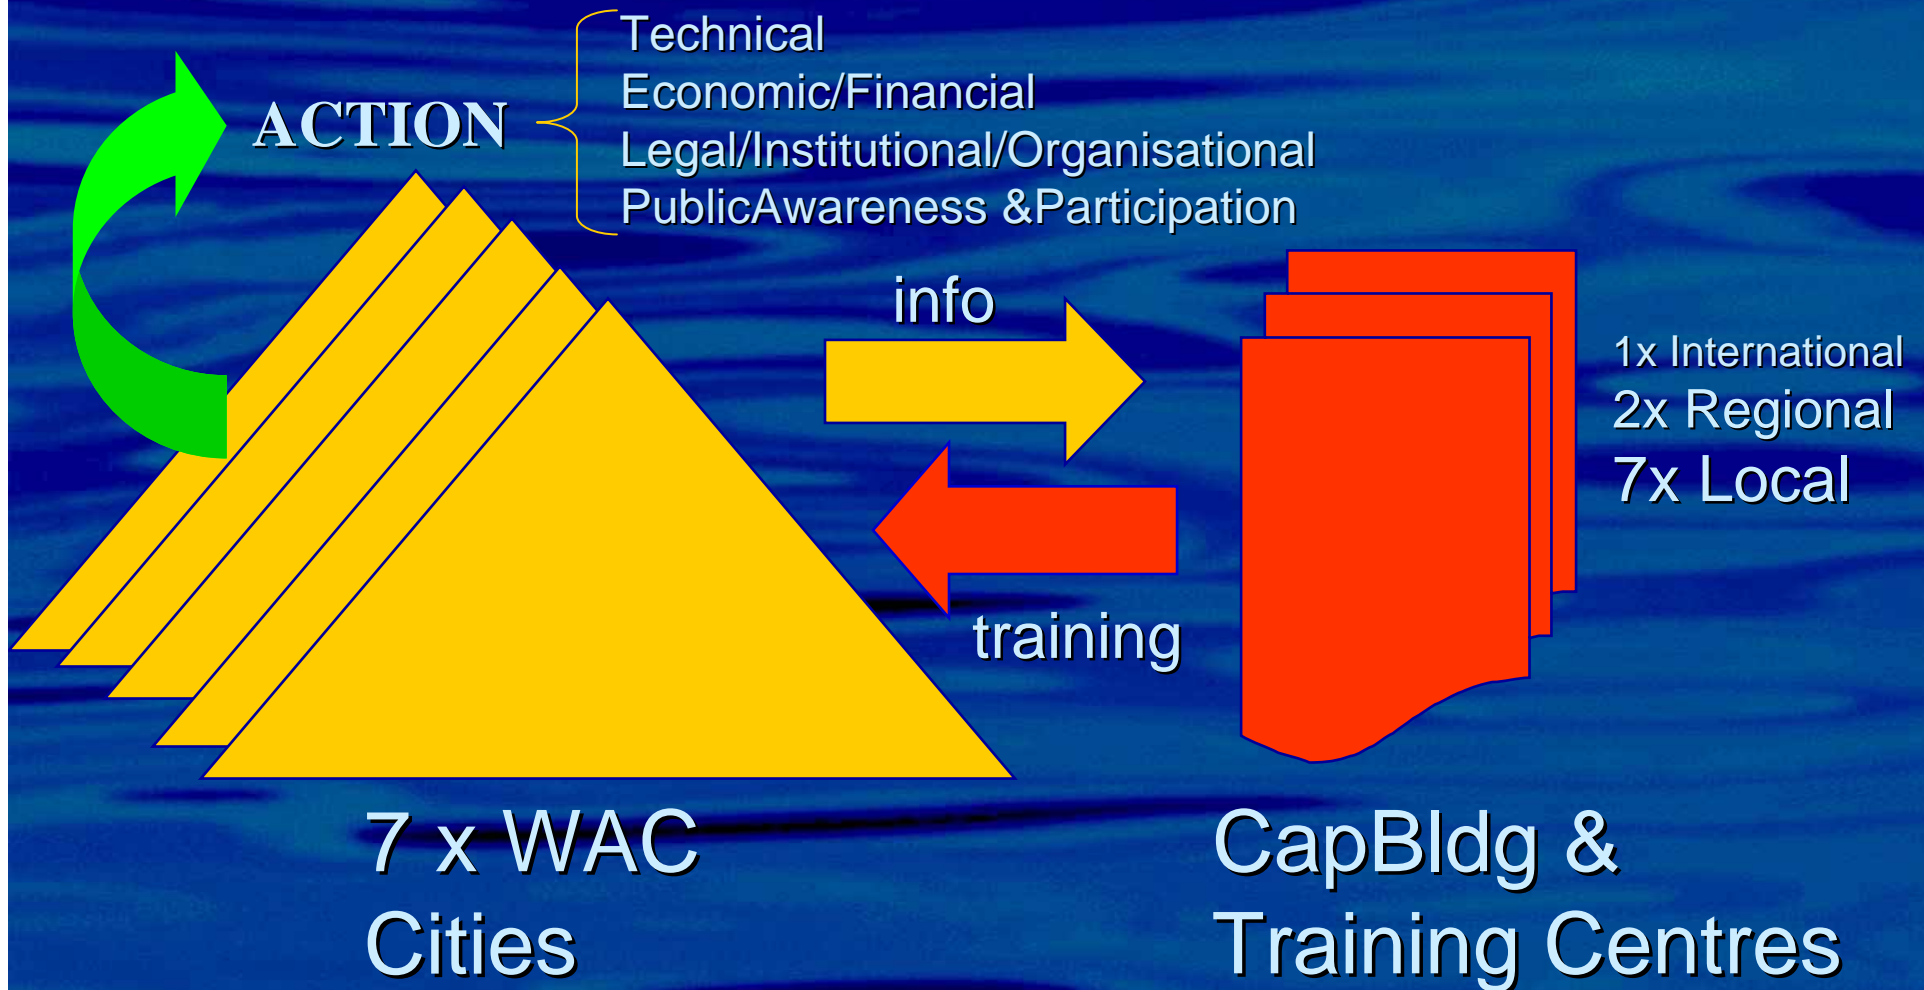 Technical
Economic/Financial
ACTION
Legal/Institutional/Organisational
PublicAwareness &Participation
info
1x International
2x Regional
7x Local
training
7 x WAC
Cities
CapBldg &
Training Centres